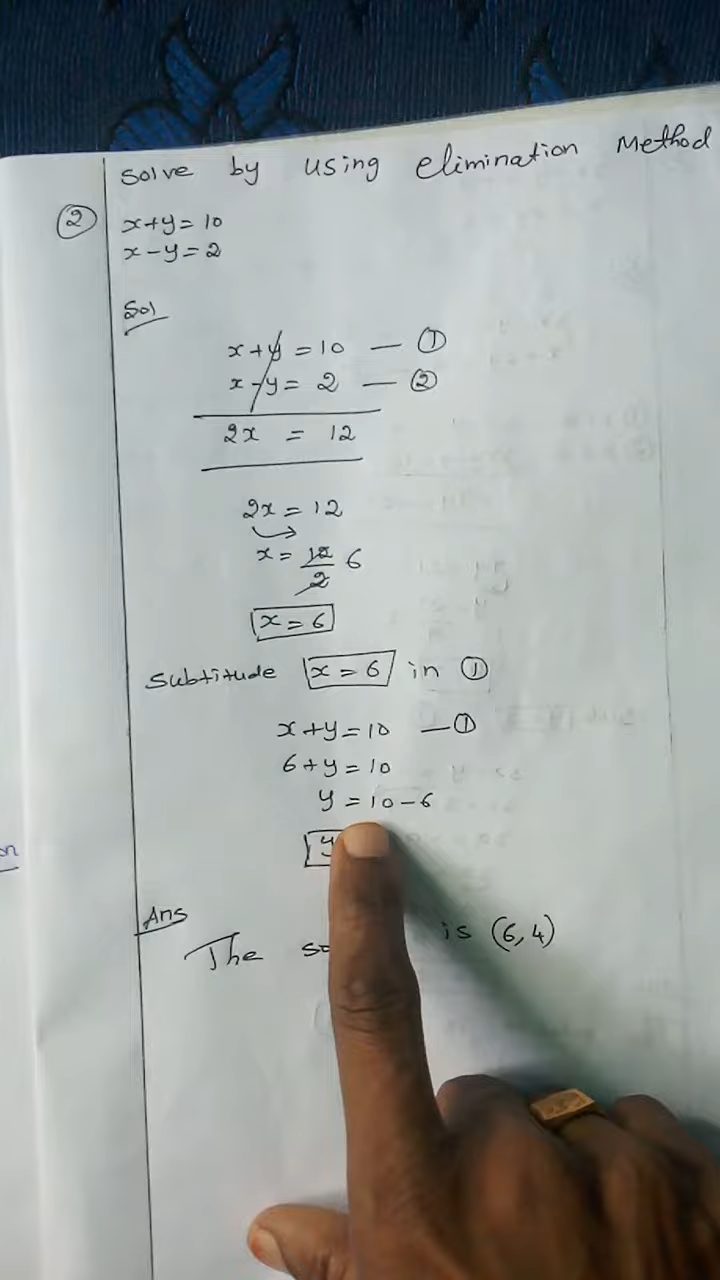 Solve by using elimination Method
② x+y=10
x-y=2
Sol
x+y=10 — ①
x-y=2 — ②
2x = 12
2x=12
x=12/2 6
x=6
Subtitude x=6 in ①
x+y=10 — ①
6+y=10
y=10-6
y
Ans
The is (6,4)